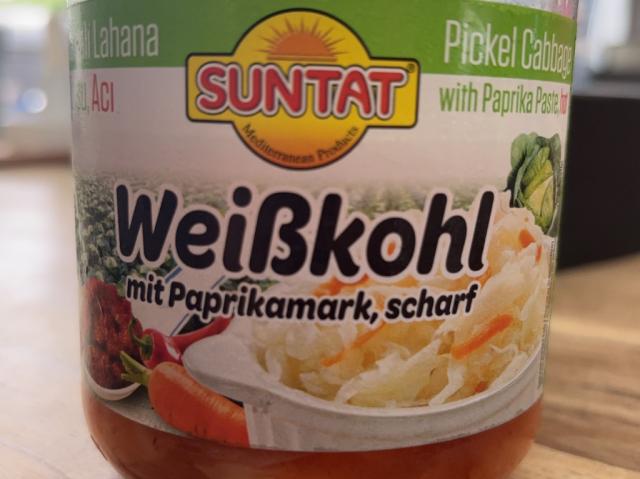 Lahana
Acı
SUNTAT
Mediterranean Products
Pickel Cabbage
with Paprika Paste, hot
Weißkohl
mit Paprikamark, scharf